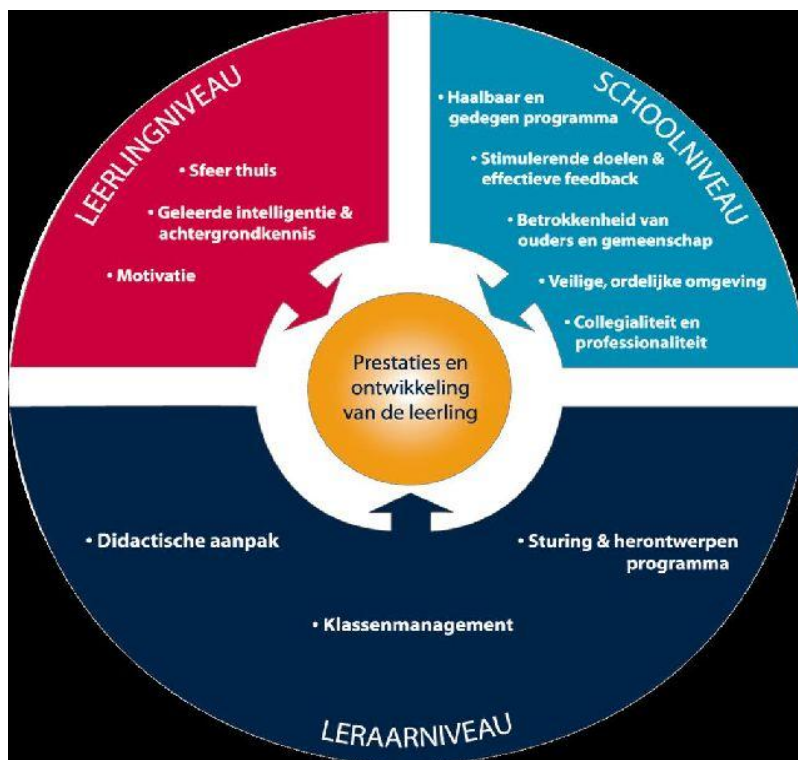 LEERLINGNIVEAU
• Sfeer thuis
• Geleerde intelligentie &
achtergrondkennis
• Motivatie
SCHOOLNIVEAU
• Haalbaar en
gedegen programma
• Stimulerende doelen &
effectieve feedback
• Betrokkenheid van
ouders en gemeenschap
• Veilige, ordelijke omgeving
• Collegialiteit en
professionaliteit
Prestaties en
ontwikkeling
van de leerling
• Didactische aanpak
• Sturing & herontwerpen
programma
• Klassenmanagement
LERAARNIVEAU